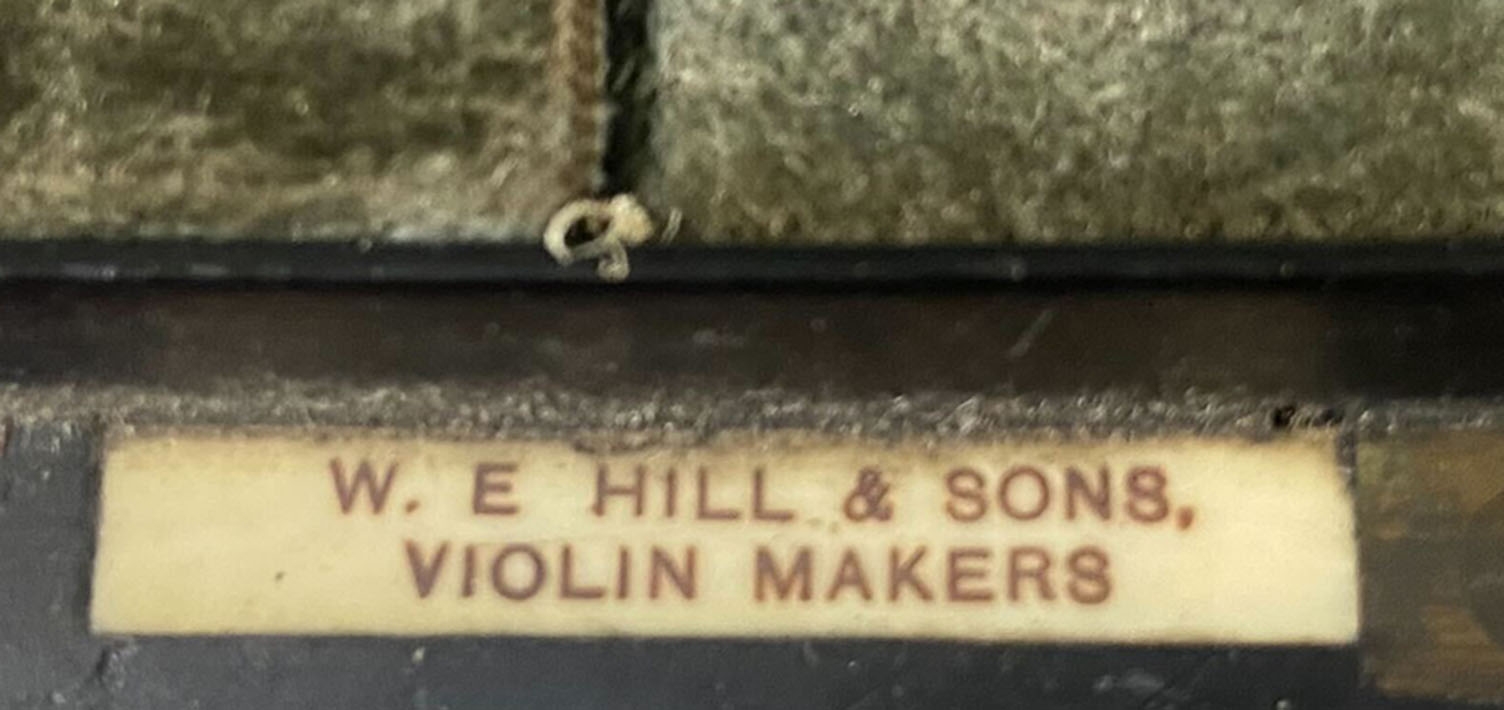 W. E HILL & SONS,
VIOLIN MAKERS